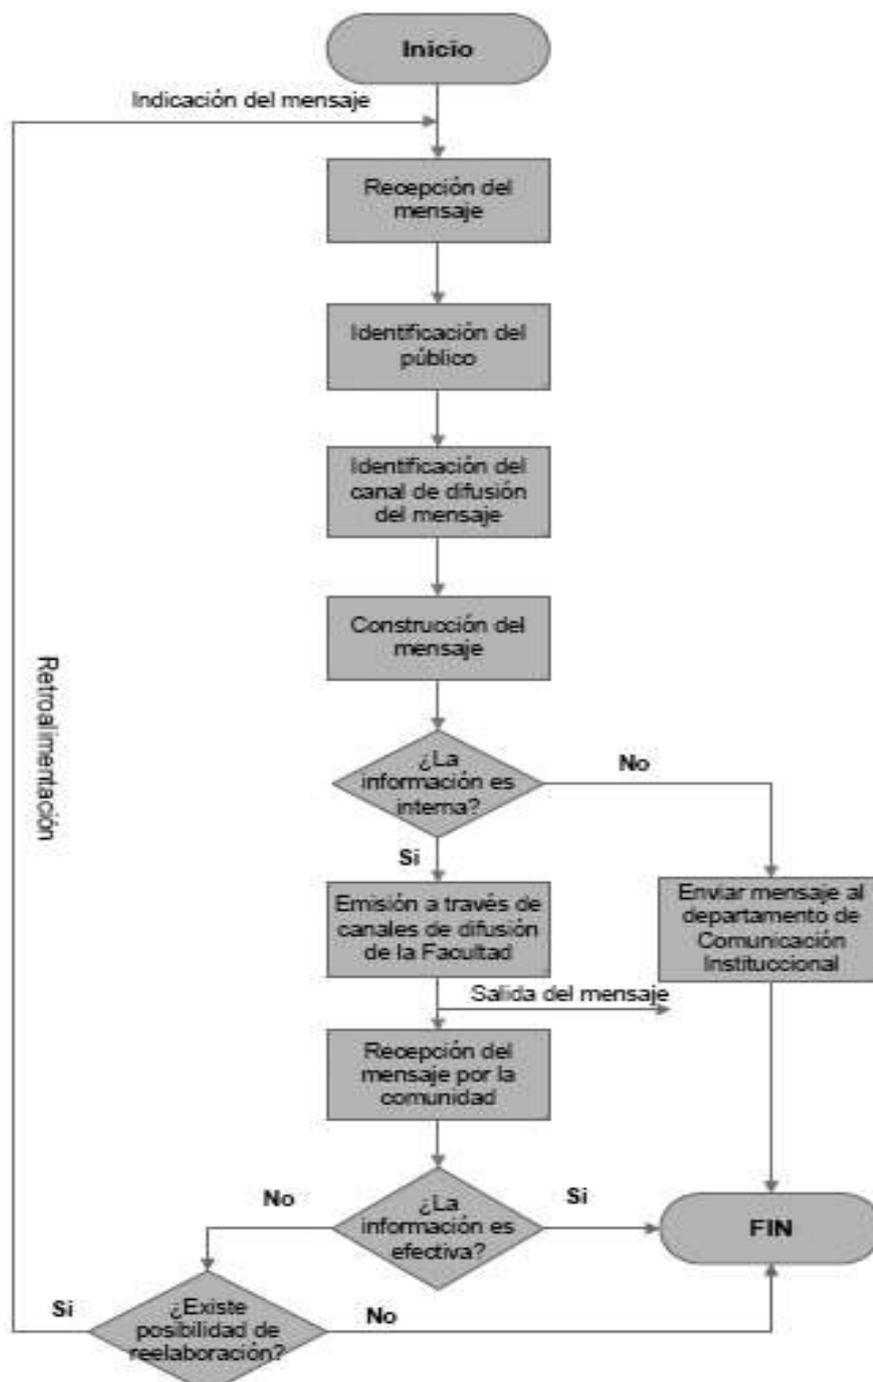 Inicio
Indicación del mensaje
Recepción del
mensaje
Identificación del
público
Identificación del
canal de difusión
del mensaje
Construcción del
mensaje
Retroalimentación
¿La
información es
interna?
No
Si
Emisión a través de
canales de difusión
de la Facultad
Enviar mensaje al
departamento de
Comunicación
Instituccional
Salida del mensaje
Recepción del
mensaje por la
comunidad
No
¿La
información es
efectiva?
Si
FIN
Si
¿Existe
posibilidad de
reelaboración?
No